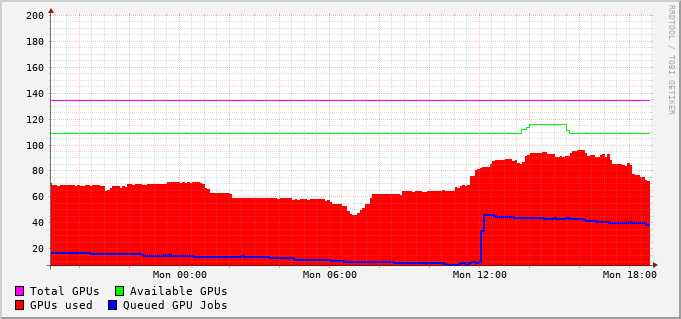 200
180
160
140
120
100
80
60
40
20
Mon 00:00 Mon 06:00 Mon 12:00 Mon 18:00
Total GPUs Available GPUs
GPUs used Queued GPU Jobs
RRDTOOL / TOBI OETIKER